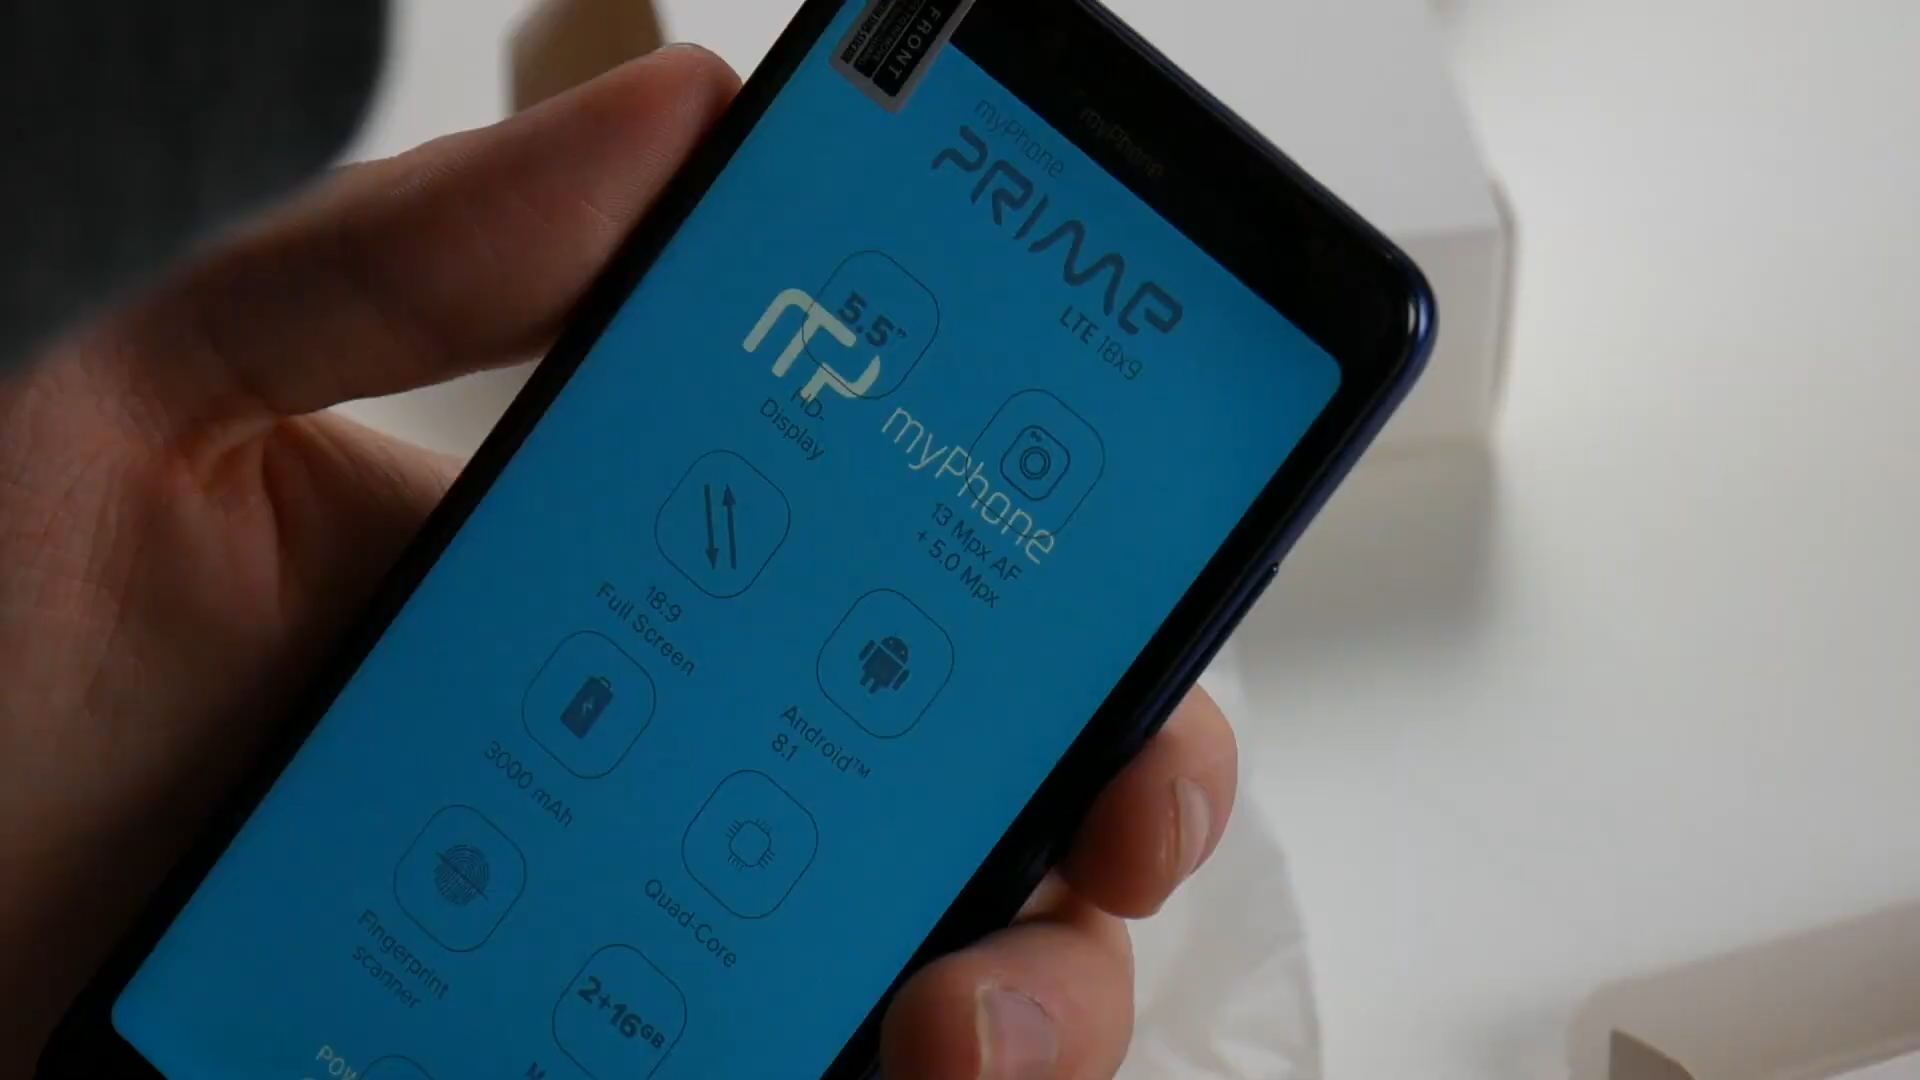 FRONT
myPhone
myPhone
PRIME
LTE 18x9
5.5"
HD-
Display
myPhone
13 Mpx AF
+ 5.0 Mpx
18:9
Full Screen
Android™
8.1
3000 mAh
Quad-Core
Fingerprint
scanner
2+16GB